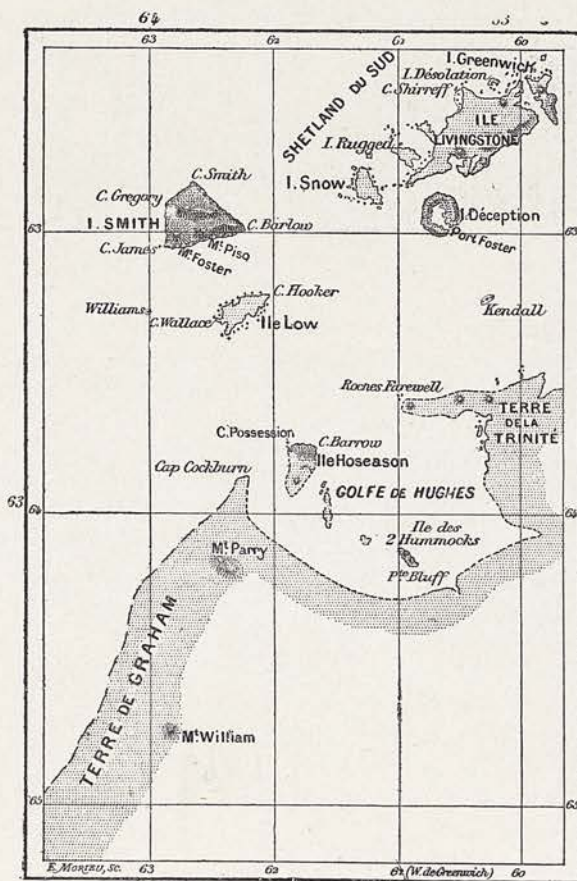 64
63
62
61
60
I. Greenwich
I. Désolation
C. Shirreff
SHETLAND DU SUD
ILE
LIVINGSTONE
I. Rugged
I. Snow
C. Smith
C. Gregory
I. SMITH
C. Barlow
I. Déception
Port Foster
63
63
C. James
Mt. Foster
Mt. Pisa
C. Hooker
Williams
C. Wallace
Ile Low
Kendall
Roches Farewell
TERRE
DE LA
TRINITÉ
C. Possession
C. Barrow
Ile Hoseason
Cap Cockburn
GOLFE DE HUGHES
63
64
64
Ile des
2 Hummocks
Mt. Parry
Pte Bluff
TERRE DE GRAHAM
Mt. William
65
65
E. MORIEU, SC.
63
62
61
(W. de Greenwich)
60